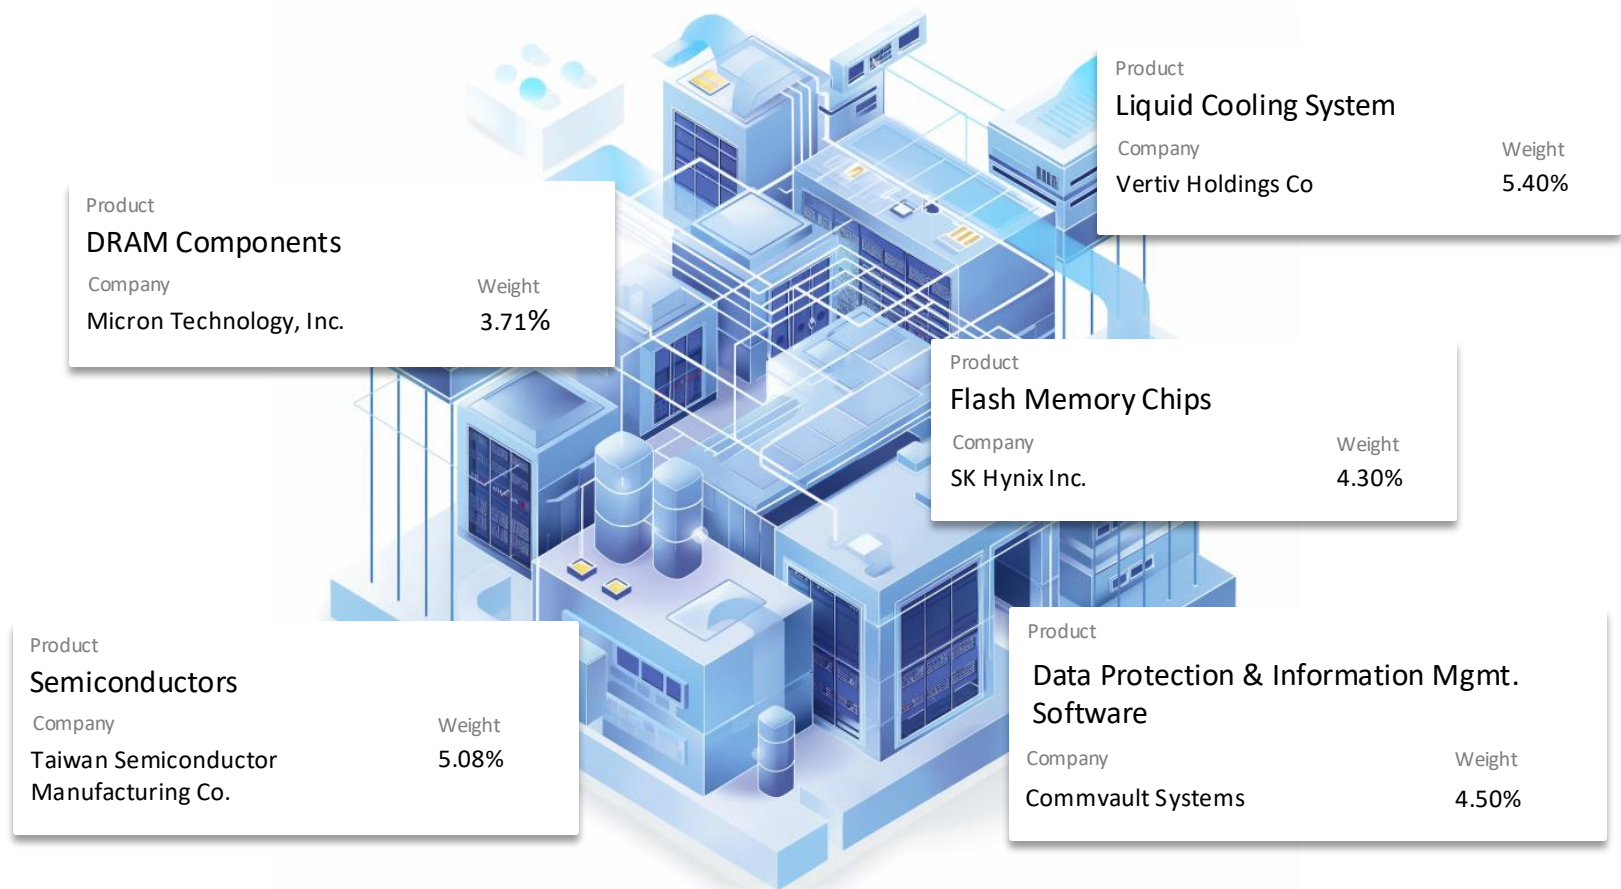 Product
Liquid Cooling System
Company Weight
Vertiv Holdings Co 5.40%
Product
DRAM Components
Company Weight
Micron Technology, Inc. 3.71%
Product
Flash Memory Chips
Company Weight
SK Hynix Inc. 4.30%
Product
Semiconductors
Company Weight
Taiwan Semiconductor 5.08%
Manufacturing Co.
Product
Data Protection & Information Mgmt.
Software
Company Weight
Commvault Systems 4.50%